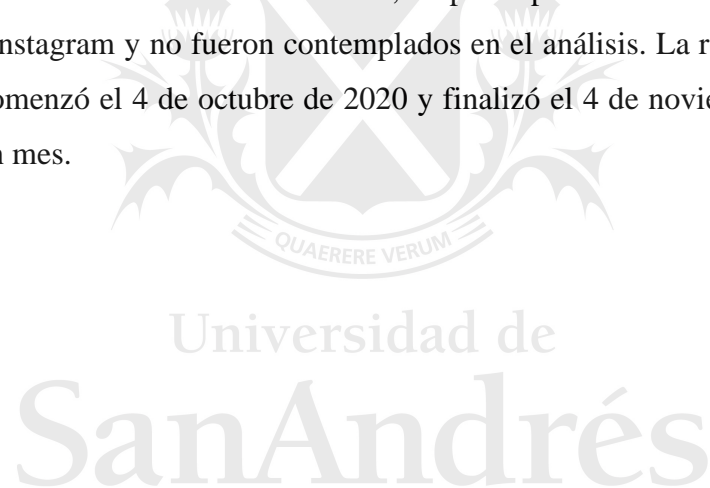 nstagram y no fueron contemplados en el análisis. La r
omenzó el 4 de octubre de 2020 y finalizó el 4 de novie
n mes.
QUAERERE VERUM
Universidad de
SanAndrés